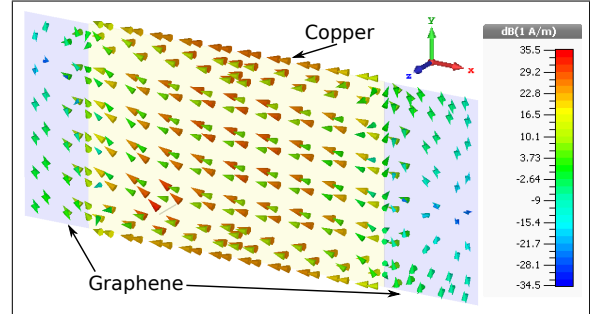 Copper
y
z
x
Graphene
dB(1 A/m)
35.5
29.2
22.8
16.5
10.1
3.73
-2.64
-9
-15.4
-21.7
-28.1
-34.5